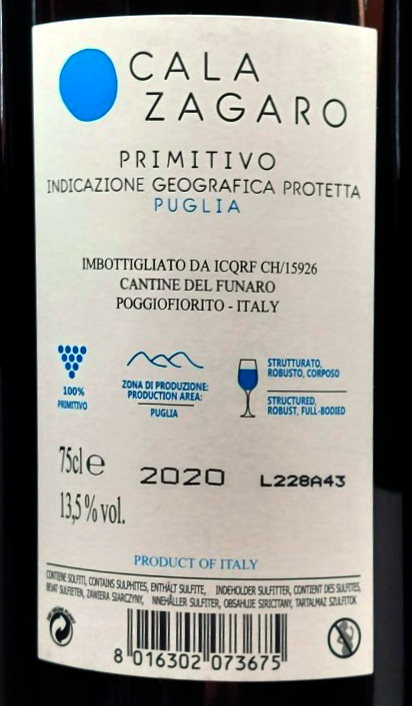 CALA
ZAGARO
PRIMITIVO
INDICAZIONE GEOGRAFICA PROTETTA
PUGLIA
IMBOTTIGLIATO DA ICQRF CH/15926
CANTINE DEL FUNARO
POGGIOFIORITO - ITALY
100%
PRIMITIVO
ZONA DI PRODUZIONE:
PRODUCTION AREA:
PUGLIA
STRUTTURATO,
ROBUSTO, CORPOSO
STRUCTURED,
ROBUST, FULL-BODIED
75cl e
13,5% vol.
2020
L228A43
PRODUCT OF ITALY
CONTIENE SOLFITI, CONTAINS SULPHITES, ENTHÄLT SULFITE, INDEHOLDER SULFITTER, CONTIENT DES SULFITES,
BEVAT SULFIETEN, ZAWIERA SIARCZYNY, NNEHÅLLER SULFITER, OBSAHUJE SIRICITANY, TARTALMAZ SZULFITOK
8 016302 073675